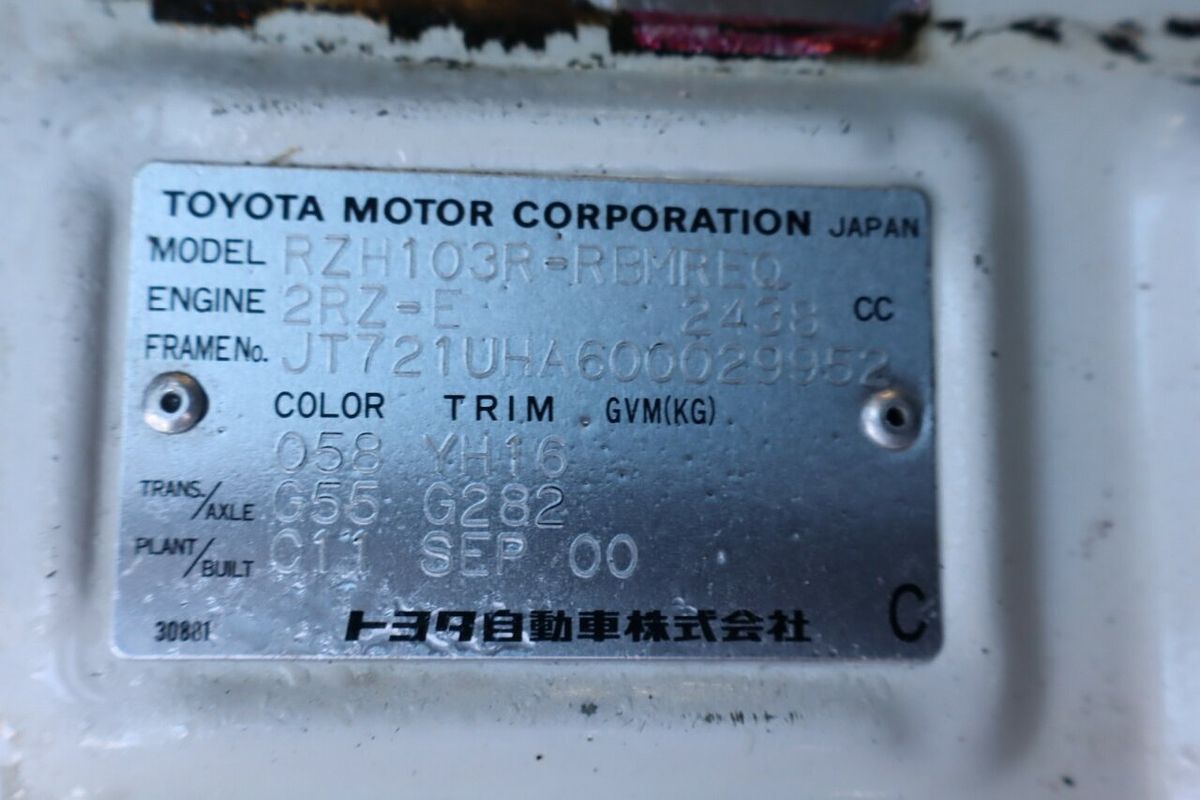 TOYOTA MOTOR CORPORATION JAPAN
MODEL RZH103R-RBMREQ
ENGINE 2RZ-E 2438 CC
FRAME No. JT721UHA600029952
COLOR TRIM GVM(KG)
058 YH16
TRANS./AXLE G55 G282
PLANT/BUILT C11 SEP 00
30881 トヨタ自動車株式会社 C